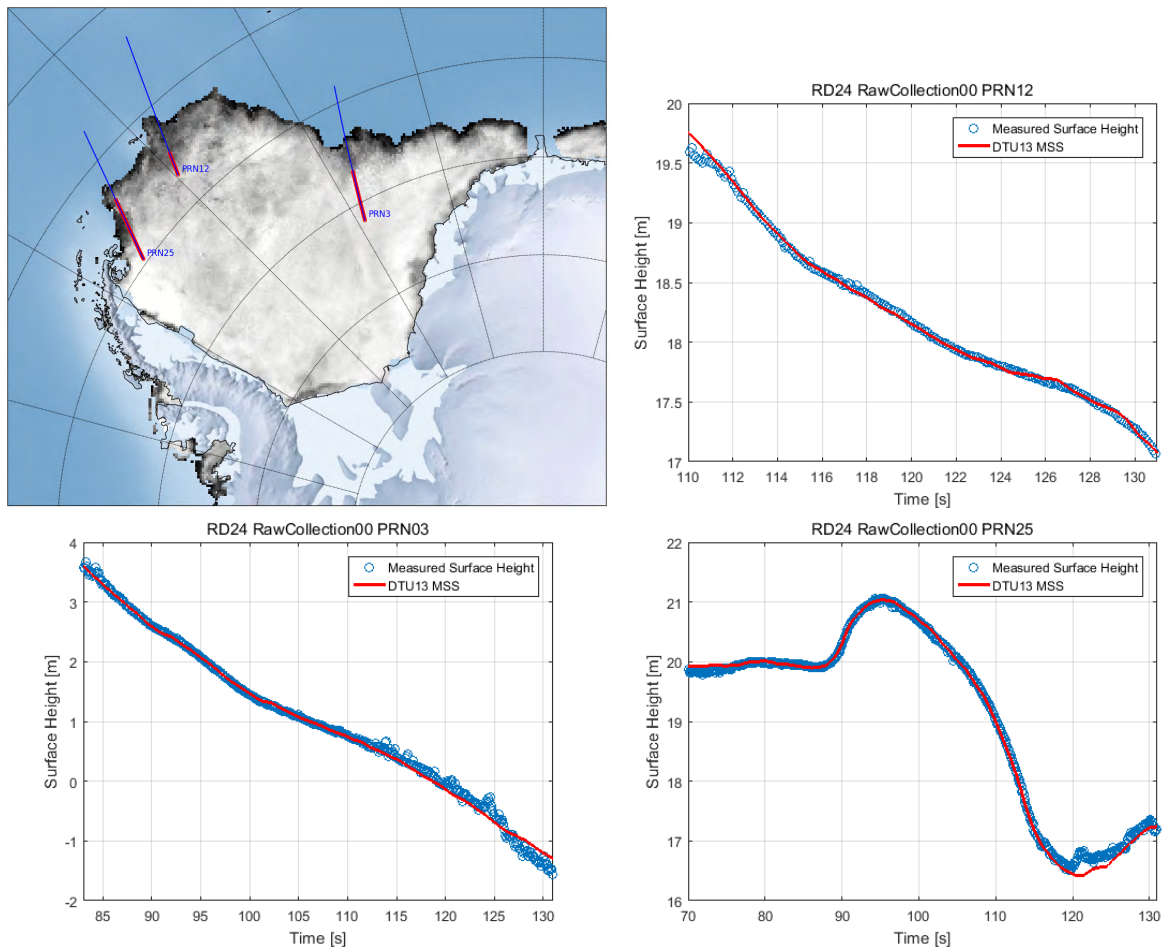 PRN12
PRN3
PRN25
RD24 RawCollection00 PRN12
Measured Surface Height
DTU13 MSS
Surface Height [m]
20
19.5
19
18.5
18
17.5
17
110 112 114 116 118 120 122 124 126 128 130
Time [s]
RD24 RawCollection00 PRN03
Measured Surface Height
DTU13 MSS
Surface Height [m]
4
3
2
1
0
-1
-2
85 90 95 100 105 110 115 120 125 130
Time [s]
RD24 RawCollection00 PRN25
Measured Surface Height
DTU13 MSS
Surface Height [m]
22
21
20
19
18
17
16
70 80 90 100 110 120 130
Time [s]